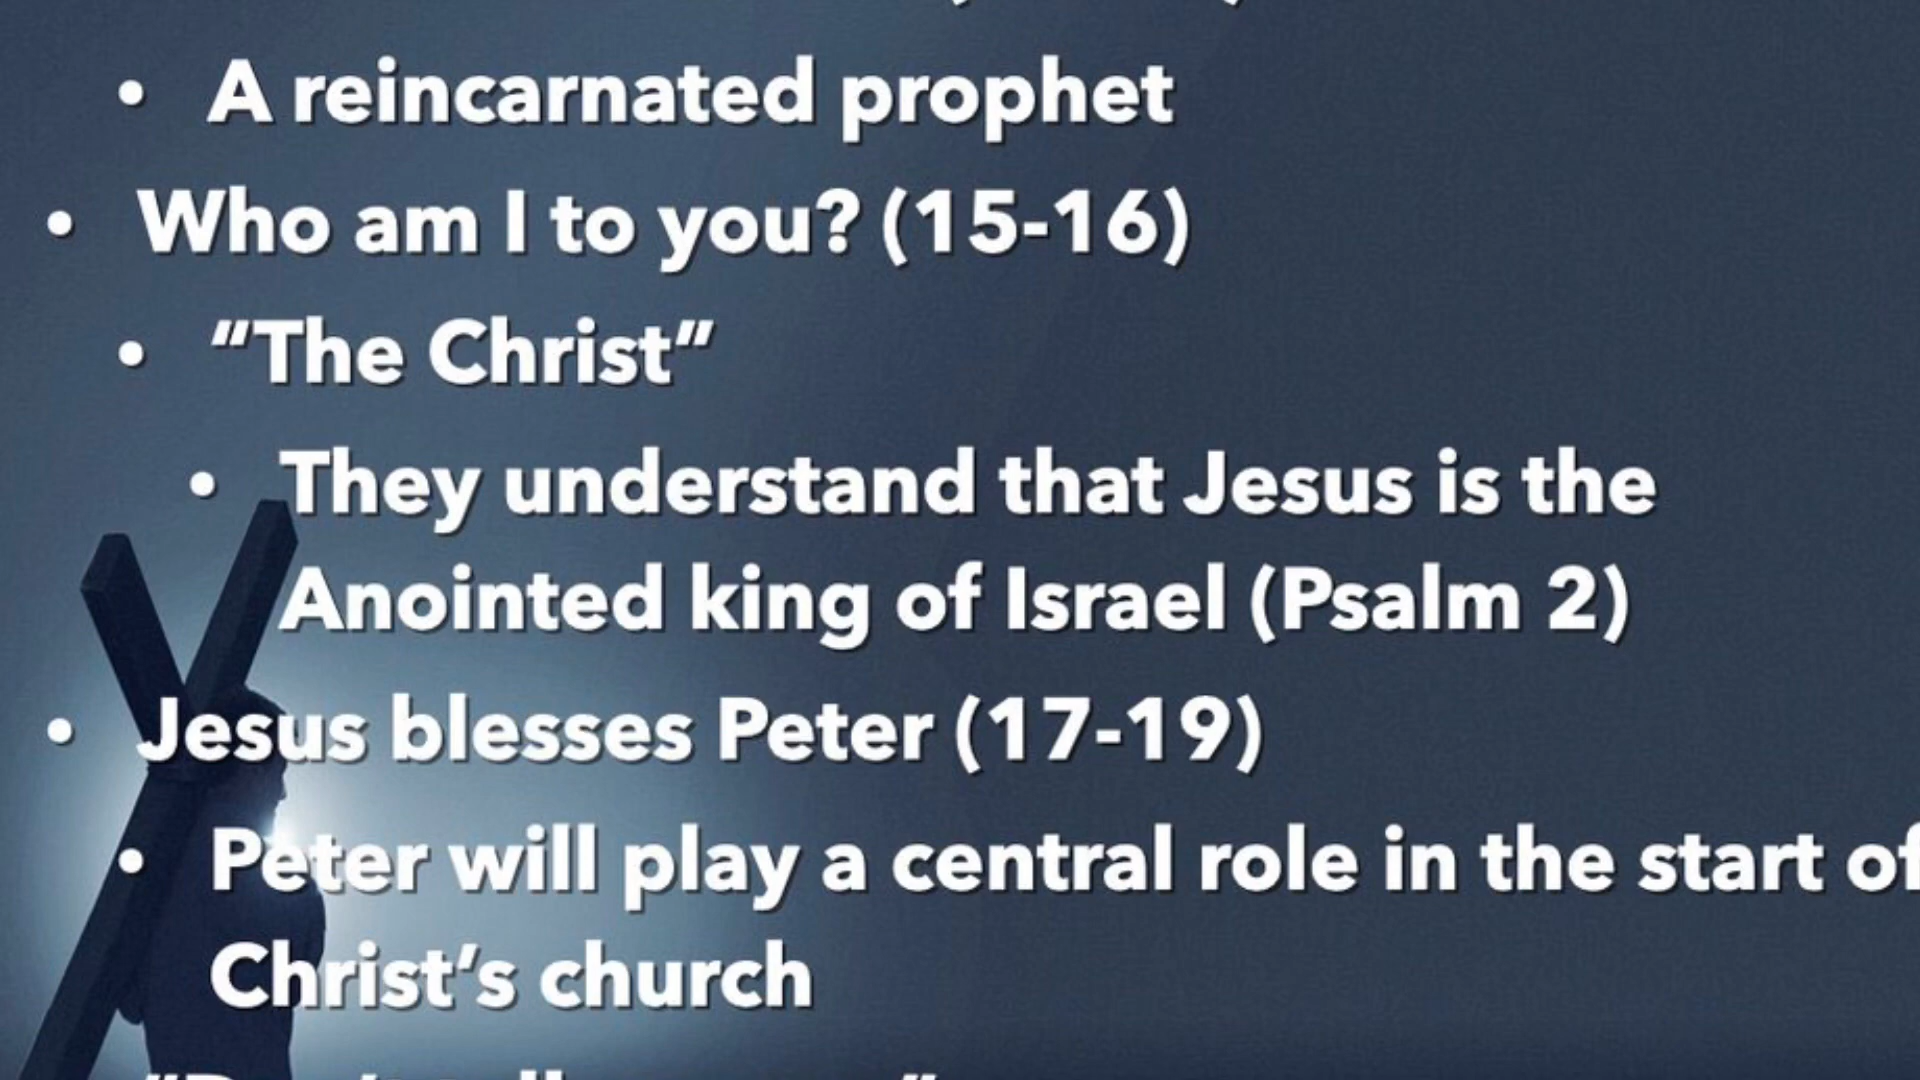 • A reincarnated prophet
• Who am I to you? (15-16)
• “The Christ”
• They understand that Jesus is the
Anointed king of Israel (Psalm 2)
• Jesus blesses Peter (17-19)
• Peter will play a central role in the start of
Christ’s church